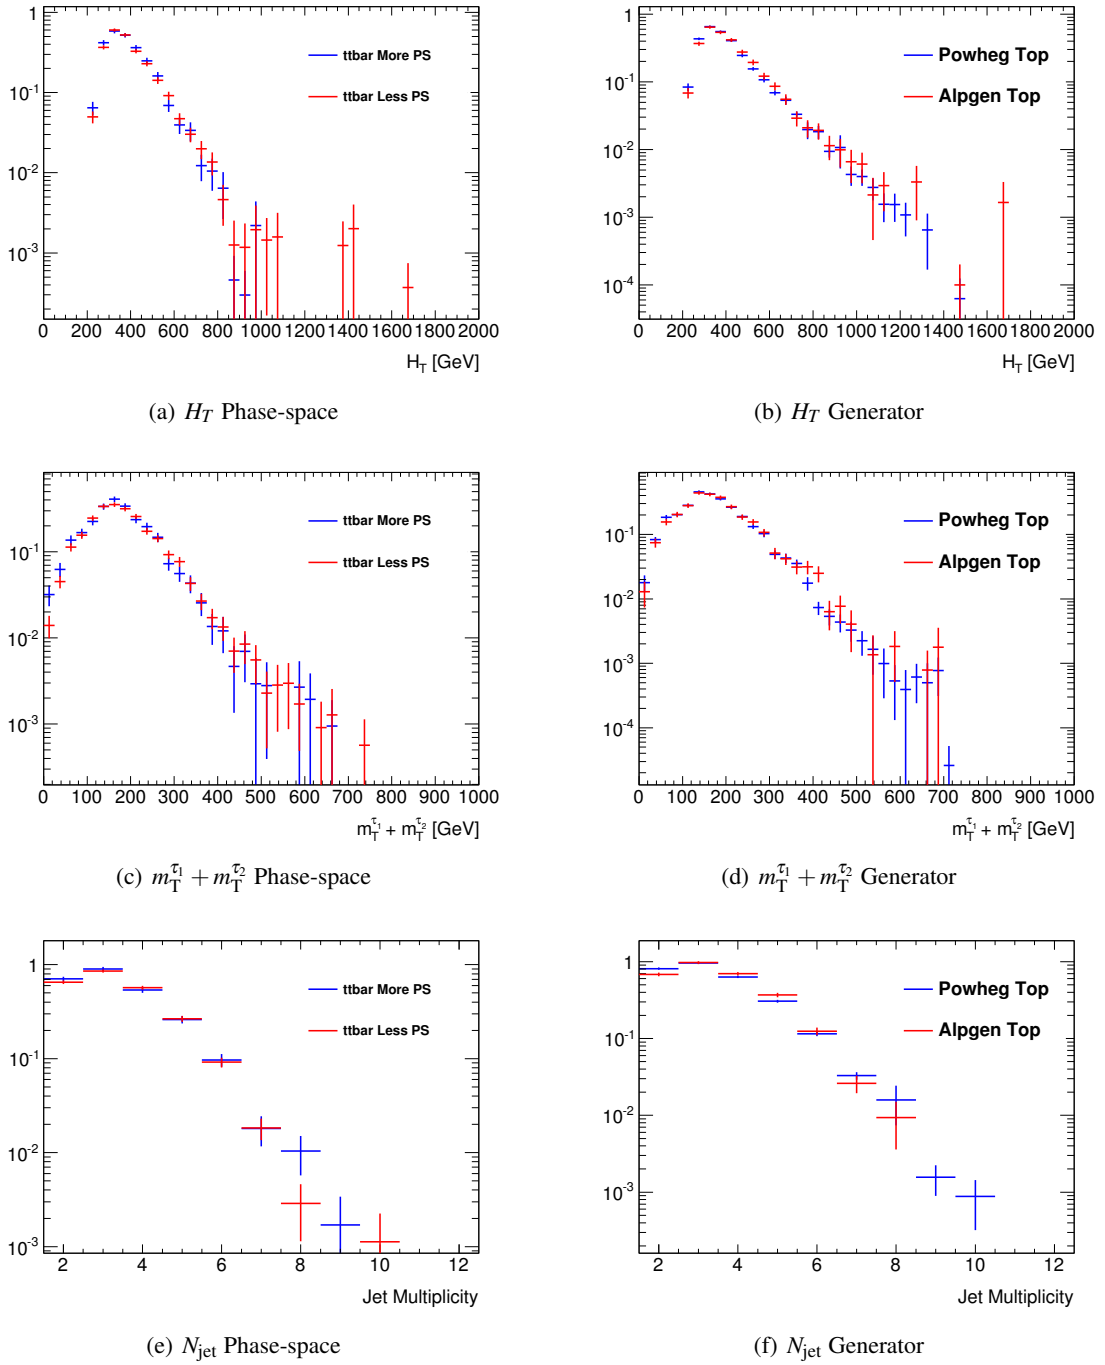 1
10⁻¹
10⁻²
10⁻³
0 200 400 600 800 1000 1200 1400 1600 1800 2000
H_T [GeV]
ttbar More PS
ttbar Less PS
(a) H_T Phase-space
1
10⁻¹
10⁻²
10⁻³
10⁻⁴
0 200 400 600 800 1000 1200 1400 1600 1800 2000
H_T [GeV]
Powheg Top
Alpgen Top
(b) H_T Generator
10⁻¹
10⁻²
10⁻³
0 100 200 300 400 500 600 700 800 900 1000
m_T^τ₁ + m_T^τ₂ [GeV]
ttbar More PS
ttbar Less PS
(c) m_T^τ₁ + m_T^τ₂ Phase-space
10⁻¹
10⁻²
10⁻³
10⁻⁴
0 100 200 300 400 500 600 700 800 900 1000
m_T^τ₁ + m_T^τ₂ [GeV]
Powheg Top
Alpgen Top
(d) m_T^τ₁ + m_T^τ₂ Generator
1
10⁻¹
10⁻²
10⁻³
2 4 6 8 10 12
Jet Multiplicity
ttbar More PS
ttbar Less PS
(e) N_jet Phase-space
1
10⁻¹
10⁻²
10⁻³
2 4 6 8 10 12
Jet Multiplicity
Powheg Top
Alpgen Top
(f) N_jet Generator